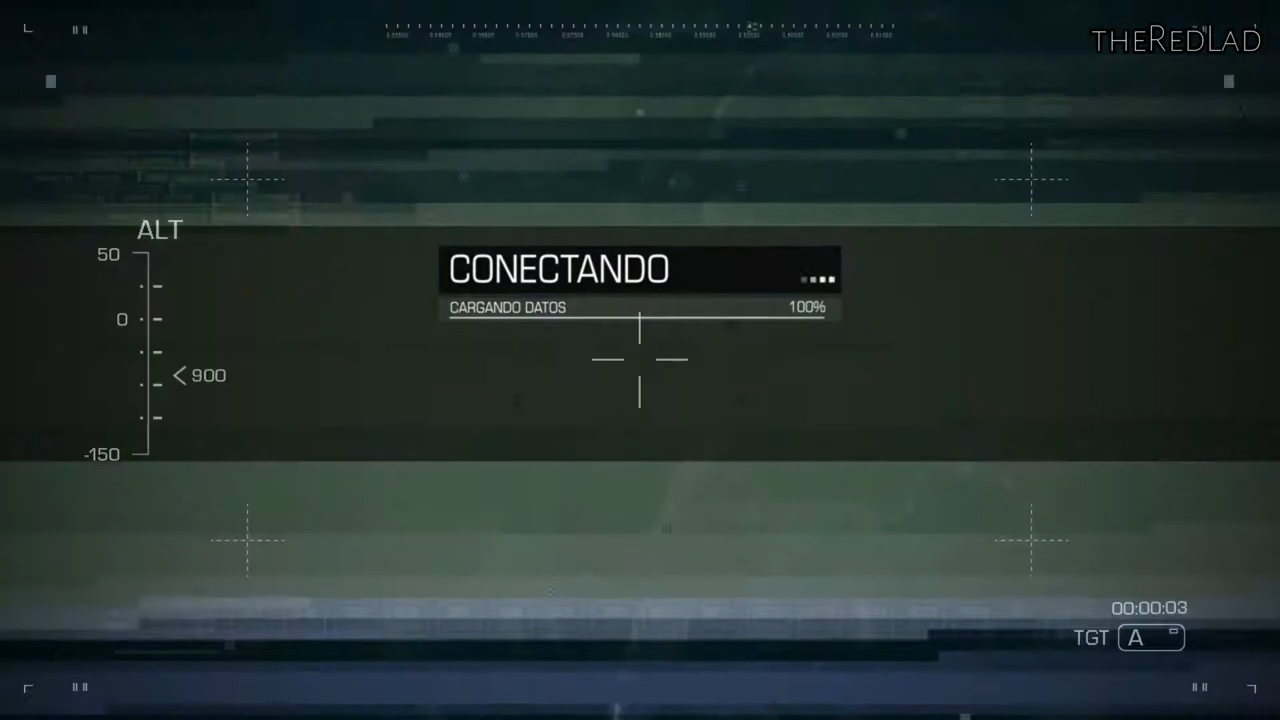 THEREDLAD
ALT
50
CONECTANDO
CARGANDO DATOS 100%
0
900
-150
00:00:03
TGT A